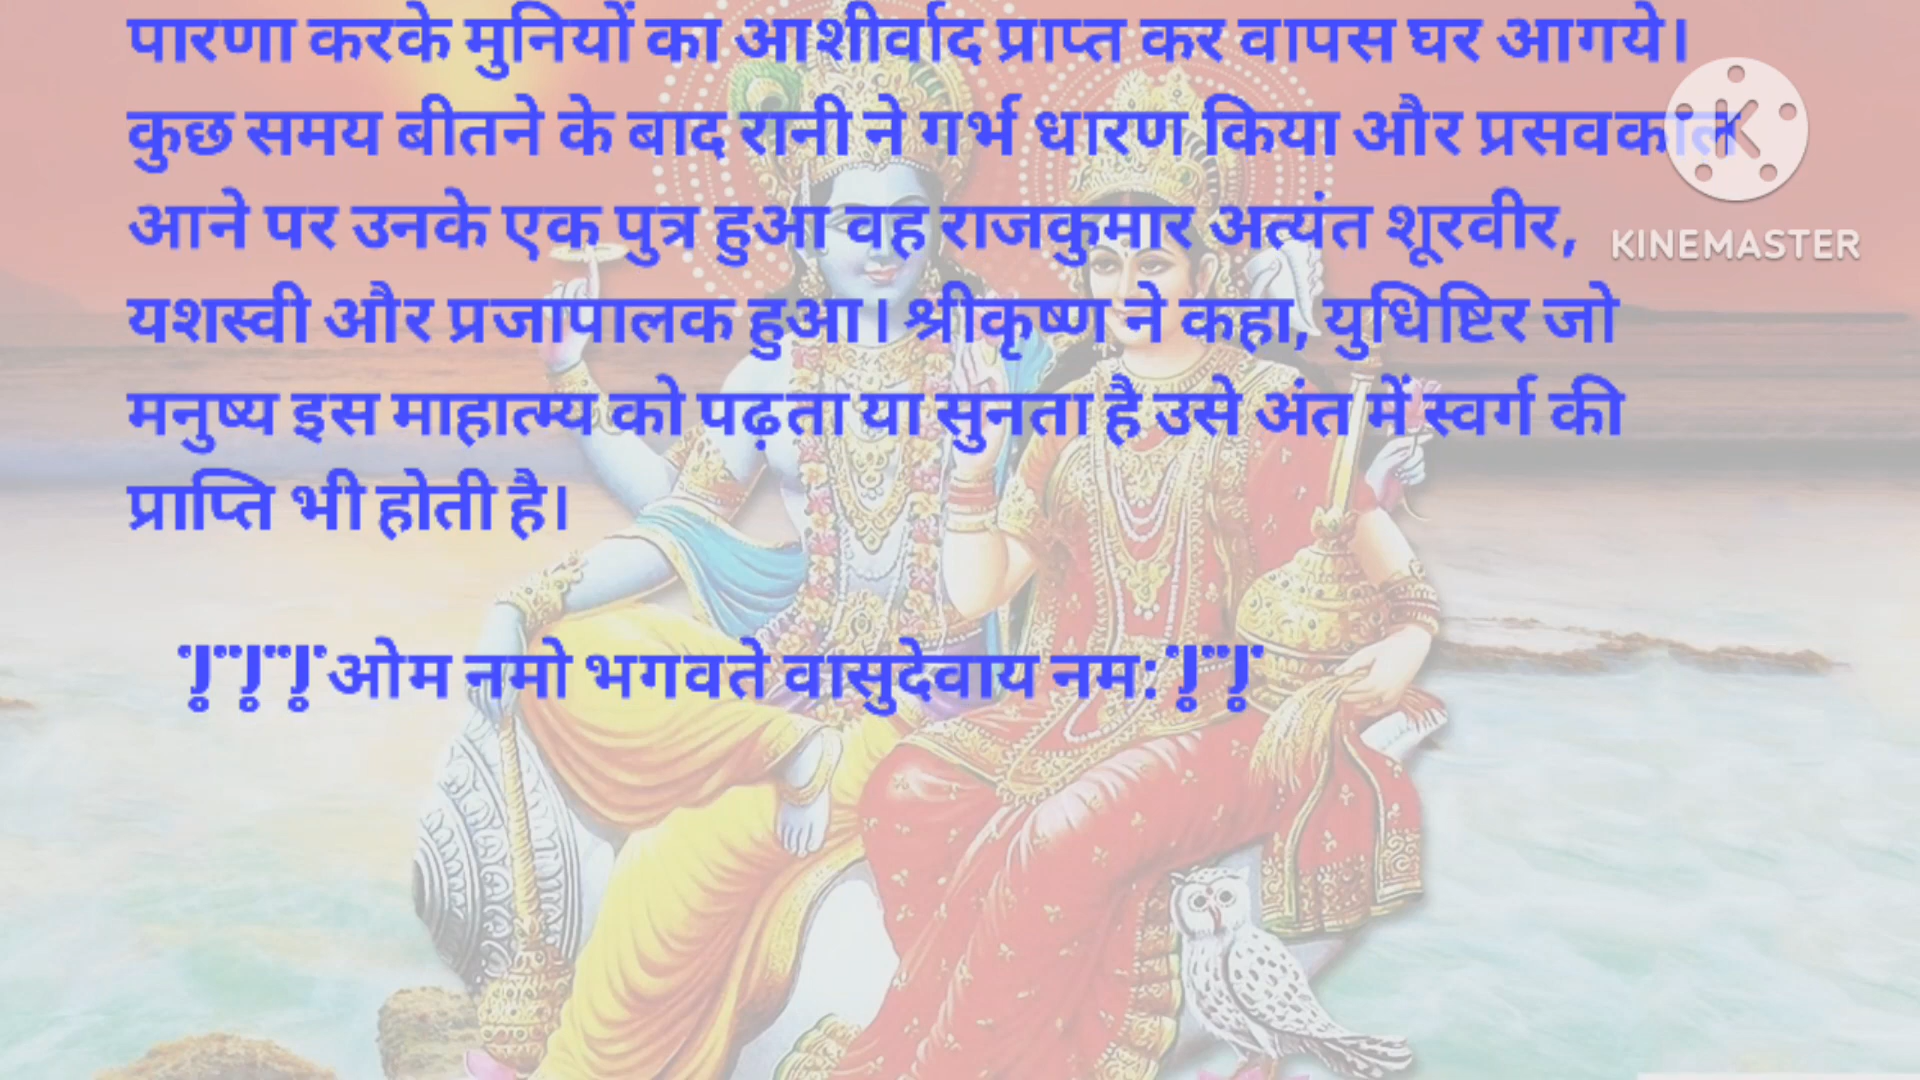 पारणा करके मुनियों का आशीर्वाद प्राप्त कर वापस घर आगये।
कुछ समय बीतने के बाद रानी ने गर्भ धारण किया और प्रसवकाल
आने पर उनके एक पुत्र हुआ वह राजकुमार अत्यंत शूरवीर,
KINEMASTER
यशस्वी और प्रजापालक हुआ। श्रीकृष्ण ने कहा, युधिष्टिर जो
मनुष्य इस माहात्म्य को पढ़ता या सुनता है उसे अंत में स्वर्ग की
प्राप्ति भी होती है।
ओम नमो भगवते वासुदेवाय नम: